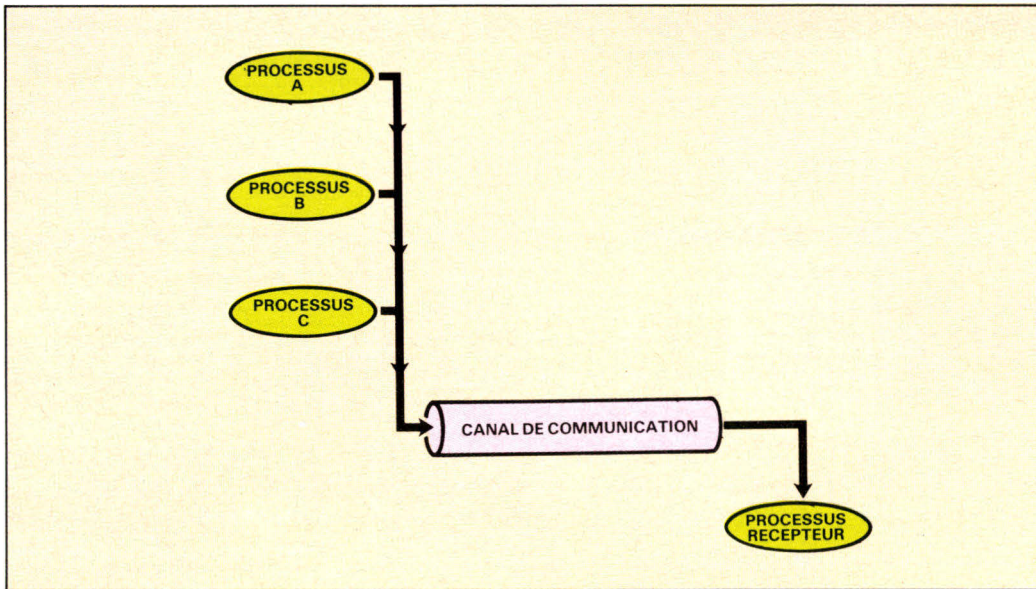 PROCESSUS
A
PROCESSUS
B
PROCESSUS
C
CANAL DE COMMUNICATION
PROCESSUS
RECEPTEUR